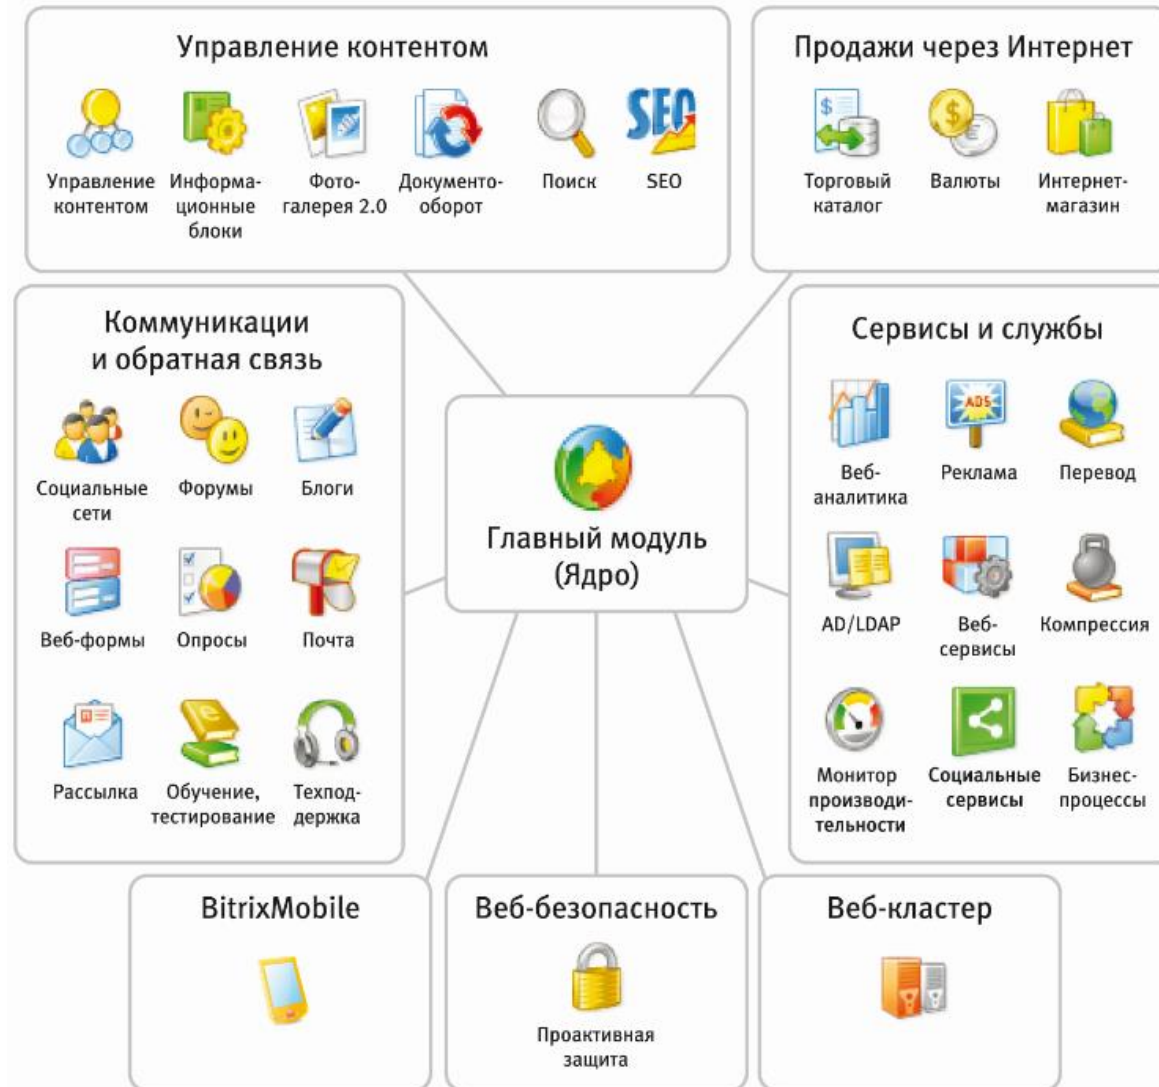 Управление контентом
Управление
контентом
Информа-
ционные
блоки
Фото-
галерея 2.0
Документо-
оборот
Поиск
SEO
SEO
Продажи через Интернет
Торговый
каталог
Валюты
Интернет-
магазин
Коммуникации
и обратная связь
Социальные
сети
Форумы
Блоги
Веб-формы
Опросы
Почта
Рассылка
Обучение,
тестирование
Техпод-
держка
Главный модуль
(Ядро)
Сервисы и службы
Веб-
аналитика
ADS
Реклама
Перевод
AD/LDAP
Веб-
сервисы
Компрессия
Монитор
производи-
тельности
Социальные
сервисы
Бизнес-
процессы
BitrixMobile
Веб-безопасность
Проактивная
защита
Веб-кластер